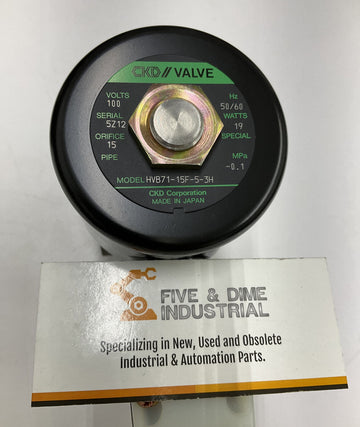 CKD VALVE
VOLTS 100
Hz 50/60
SERIAL 5Z12
WATTS 19
ORIFICE 15
SPECIAL
PIPE
MPa -0.1
MODEL HVB71-15F-5-3H
CKD Corporation
MADE IN JAPAN
FIVE & DIME
INDUSTRIAL
Specializing in New, Used and Obsolete
Industrial & Automation Parts.